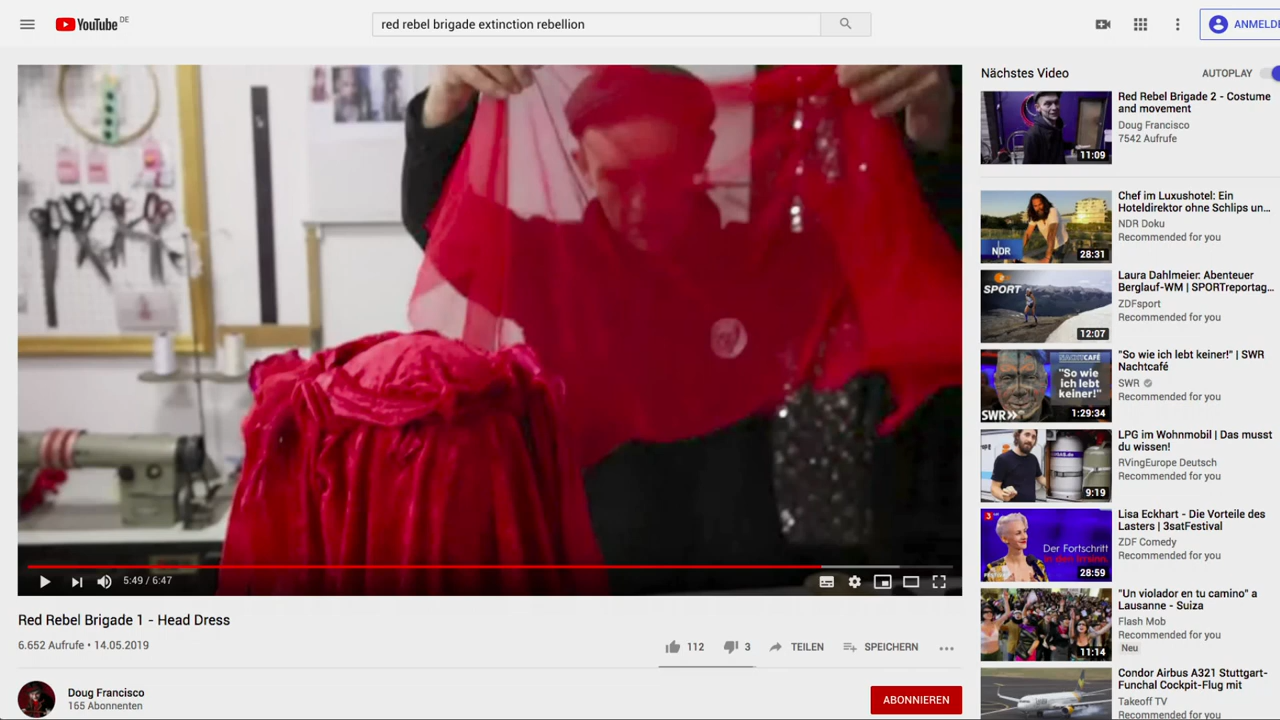 YouTube DE
red rebel brigade extinction rebellion
ANMELDE
Nächstes Video
AUTOPLAY
Red Rebel Brigade 2 - Costume
and movement
Doug Francisco
7542 Aufrufe
11:09
Chef im Luxushotel: Ein
Hoteldirektor ohne Schlips un...
NDR Doku
Recommended for you
NDR
28:31
Laura Dahlmeier: Abenteuer
Berglauf-WM | SPORTreportag...
ZDFsport
Recommended for you
SPORT
12:07
"So wie ich lebt keiner!" | SWR
Nachtcafé
SWR
Recommended for you
NACHTCAFÉ
"So wie
ich lebt
keiner!"
SWR»
1:29:34
LPG im Wohnmobil | Das musst
du wissen!
RVingEurope Deutsch
Recommended for you
9:19
Lisa Eckhart - Die Vorteile des
Lasters | 3satFestival
ZDF Comedy
Recommended for you
Der Fortschritt
in den Irrsinn
28:59
"Un violador en tu camino" a
Lausanne - Suiza
Flash Mob
Recommended for you
Neu
11:14
Condor Airbus A321 Stuttgart-
Funchal Cockpit-Flug mit
Takeoff TV
Recommended for you
5:49 / 6:47
Red Rebel Brigade 1 - Head Dress
6.652 Aufrufe • 14.05.2019
112
3
TEILEN
SPEICHERN
Doug Francisco
165 Abonnenten
ABONNIEREN